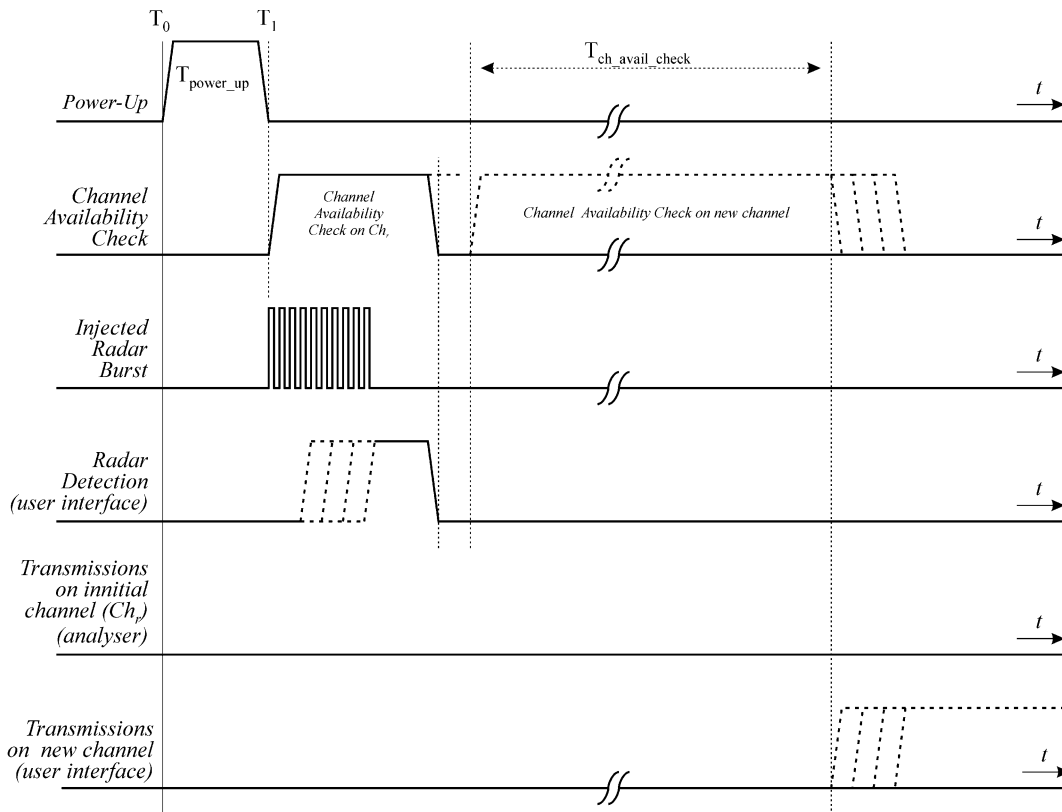 T0 T1
Tch_avail_check
Tpower_up
t
Power-Up
Channel
Availability
Check
Channel
Availability
Check on Chr
Channel Availability Check on new channel
t
Injected
Radar
Burst
t
Radar
Detection
(user interface)
t
Transmissions
on innitial
channel (Chr)
(analyser)
t
Transmissions
on new channel
(user interface)
t